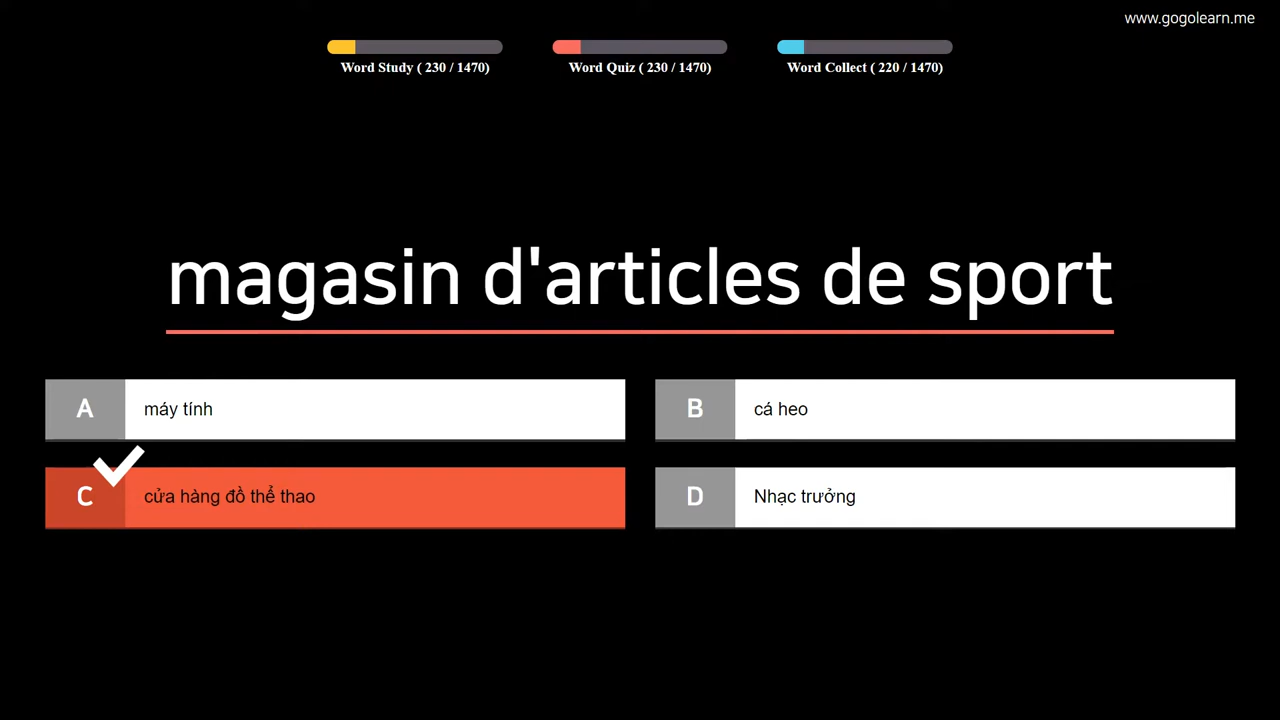 www.gogolearn.me
Word Study ( 230 / 1470)
Word Quiz ( 230 / 1470)
Word Collect ( 220 / 1470)
magasin d'articles de sport
A máy tính
B cá heo
C cửa hàng đồ thể thao
D Nhạc trưởng